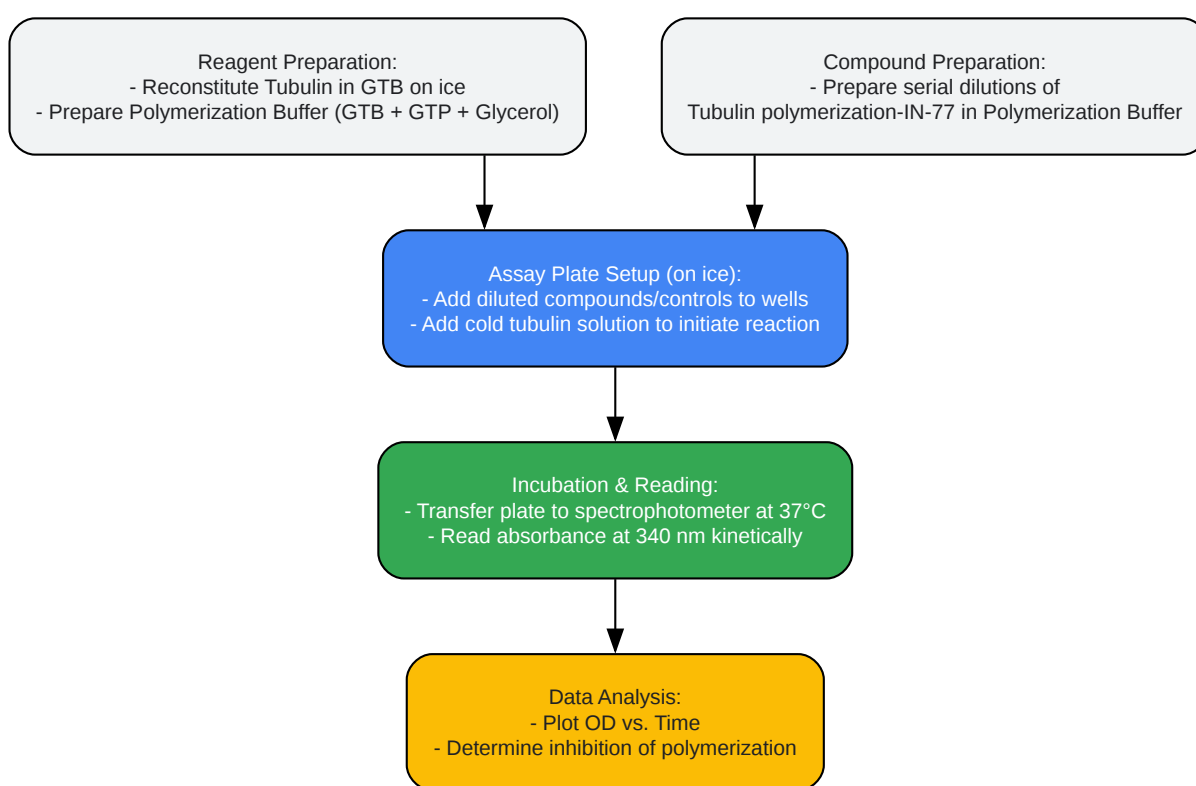 Reagent Preparation:
- Reconstitute Tubulin in GTB on ice
- Prepare Polymerization Buffer (GTB + GTP + Glycerol)
Compound Preparation:
- Prepare serial dilutions of
Tubulin polymerization-IN-77 in Polymerization Buffer
Assay Plate Setup (on ice):
- Add diluted compounds/controls to wells
- Add cold tubulin solution to initiate reaction
Incubation & Reading:
- Transfer plate to spectrophotometer at 37°C
- Read absorbance at 340 nm kinetically
Data Analysis:
- Plot OD vs. Time
- Determine inhibition of polymerization